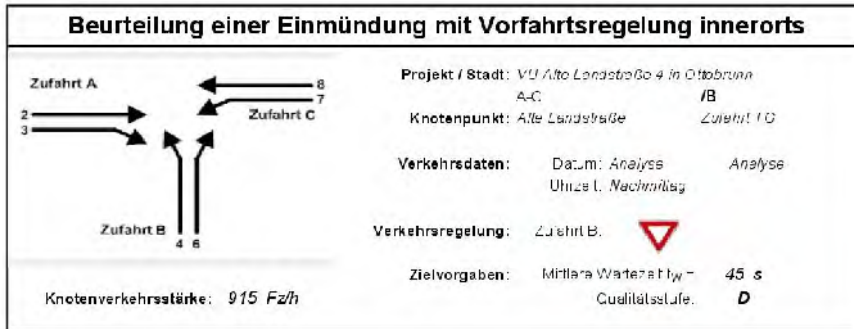 Beurteilung einer Einmündung mit Vorfahrtsregelung innerorts
Zufahrt A
2
3
8
7
Zufahrt C
Zufahrt B
4 6
Knotenverkehrsstärke: 915 Fz/h
Projekt / Stadt: VU Alte Landstraße 4 in Ottobrunn
A-C /B
Knotenpunkt: Alte Landstraße Zufahrt TG
Verkehrsdaten: Datum: Analyse Analyse
Uhrzeit: Nachmittag
Verkehrsregelung: Zufahrt B:
Zielvorgaben: Mittlere Wartezeit tW = 45 s
Qualitätsstufe: D